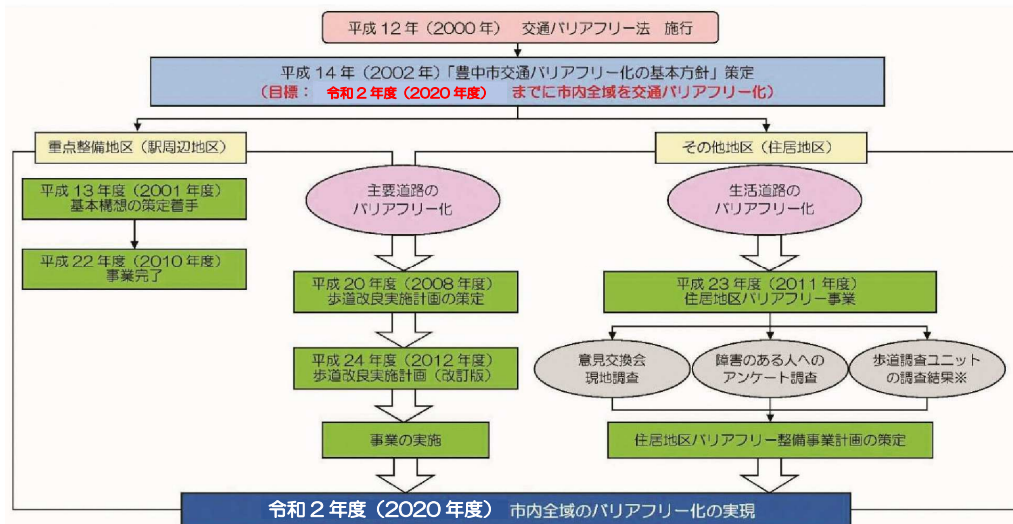 平成12年（2000年）　交通バリアフリー法　施行
平成14年（2002年）「豊中市交通バリアフリー化の基本方針」策定
（目標：　令和2年度（2020年度）　までに市内全域を交通バリアフリー化）
重点整備地区（駅周辺地区）
その他地区（住居地区）
平成13年度（2001年度）
基本構想の策定着手
平成22年度（2010年度）
事業完了
主要道路の
バリアフリー化
平成20年度（2008年度）
歩道改良実施計画の策定
平成24年度（2012年度）
歩道改良実施計画（改訂版）
事業の実施
生活道路の
バリアフリー化
平成23年度（2011年度）
住居地区バリアフリー事業
意見交換会
現地調査
障害のある人への
アンケート調査
歩道調査ユニット
の調査結果※
住居地区バリアフリー整備事業計画の策定
令和2年度（2020年度）　市内全域のバリアフリー化の実現